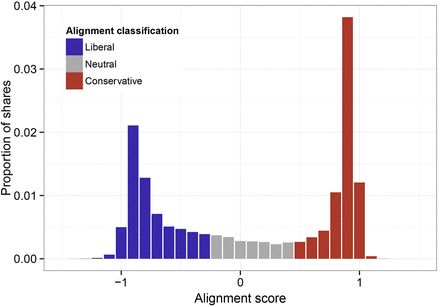 0.04
0.03
0.02
0.01
0.00
Proportion of shares
Alignment classification
Liberal
Neutral
Conservative
−1
0
1
Alignment score